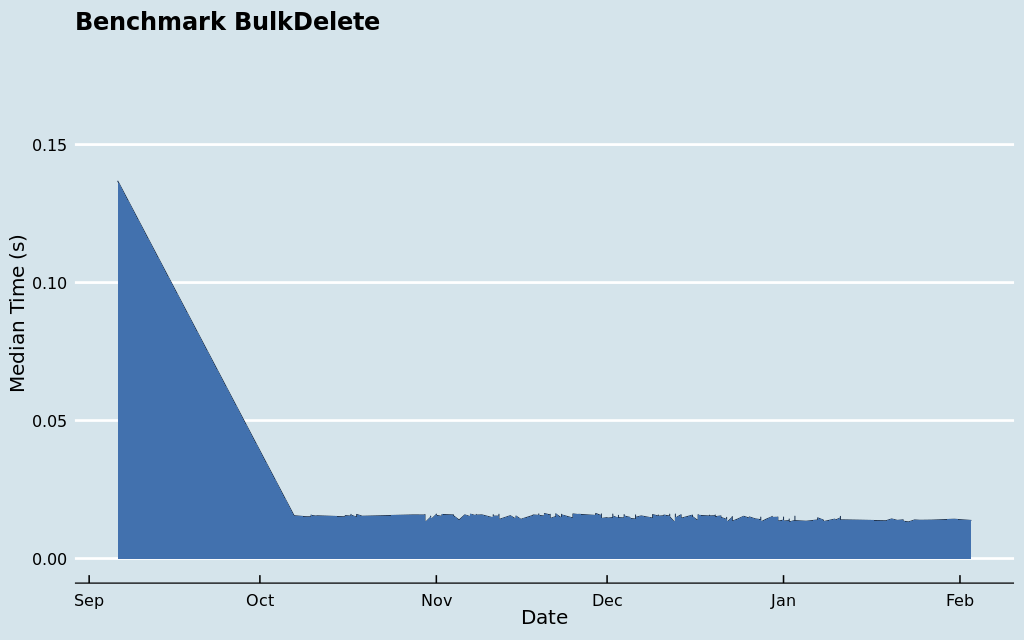 Benchmark BulkDelete
Median Time (s)
0.15
0.10
0.05
0.00
Sep
Oct
Nov
Dec
Jan
Feb
Date